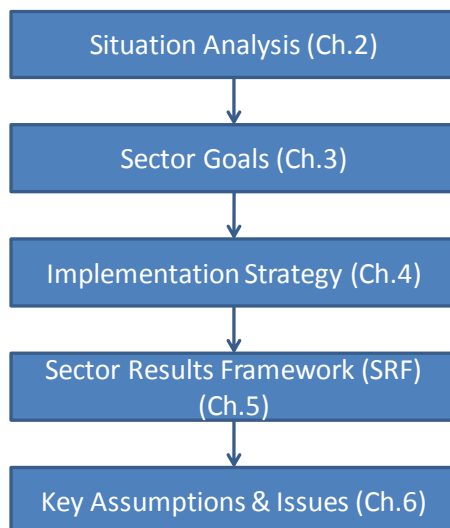 Situation Analysis (Ch.2)
Sector Goals (Ch.3)
Implementation Strategy (Ch.4)
Sector Results Framework (SRF)
(Ch.5)
Key Assumptions & Issues (Ch.6)